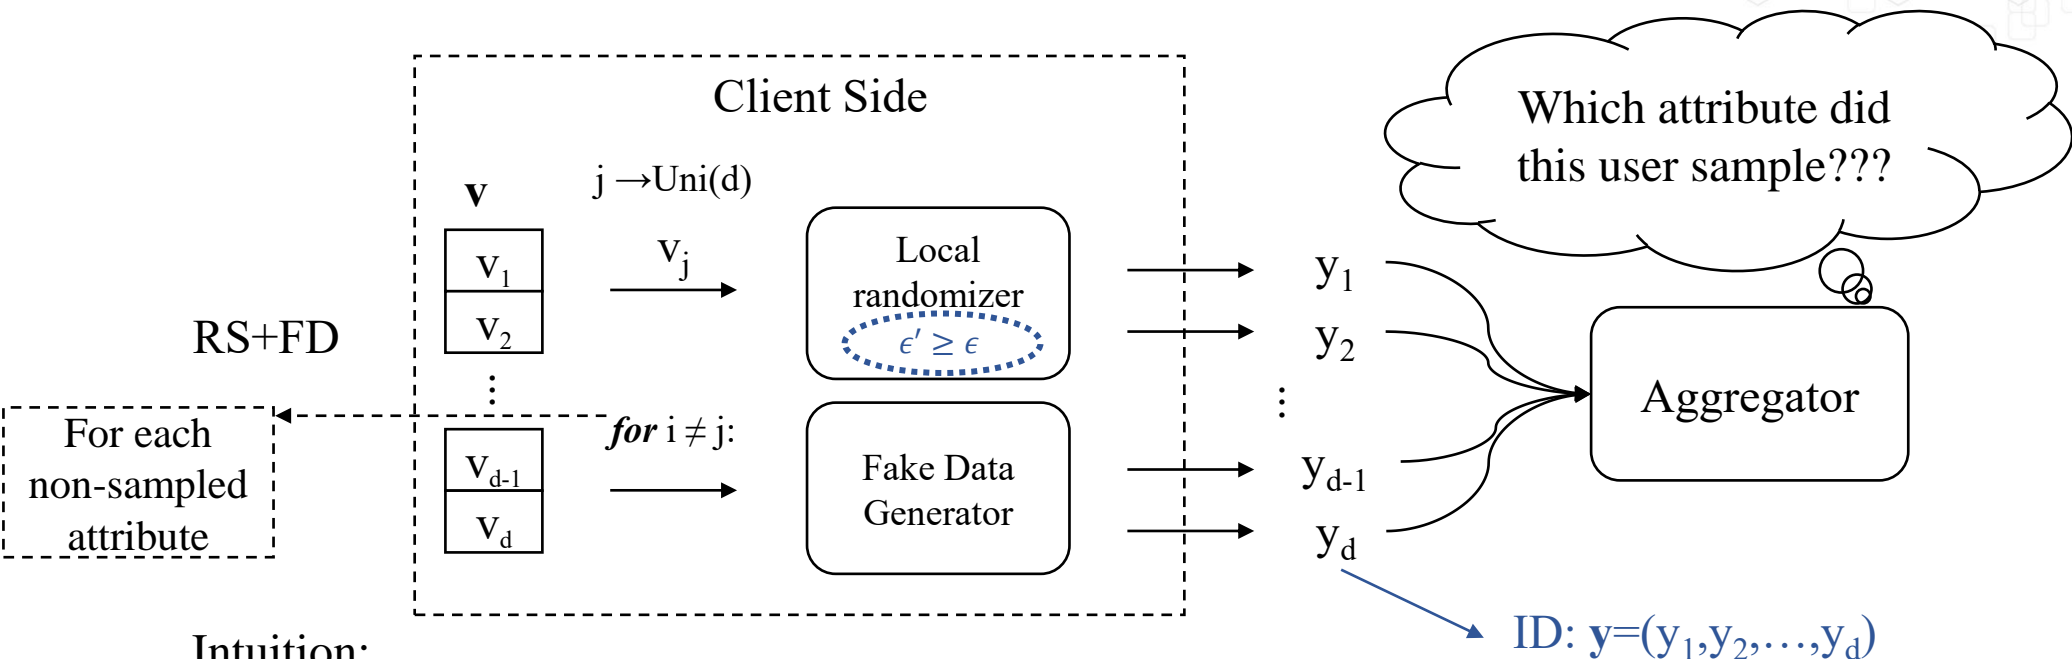 Client Side
Which attribute did
this user sample???
j →Uni(d)
v
v1
v2
⋮
vd-1
vd
vj
Local
randomizer
ϵ′ ≥ ϵ
RS+FD
For each
non-sampled
attribute
for i ≠ j:
Fake Data
Generator
y1
y2
⋮
yd-1
yd
Aggregator
ID: y=(y1,y2,…,yd)
Intuition: